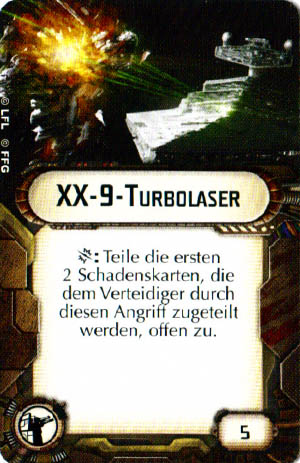 © LFL © FFG
XX-9-TURBOLASER
: Teile die ersten
2 Schadenskarten, die
dem Verteidiger durch
diesen Angriff zugeteilt
werden, offen zu.
5